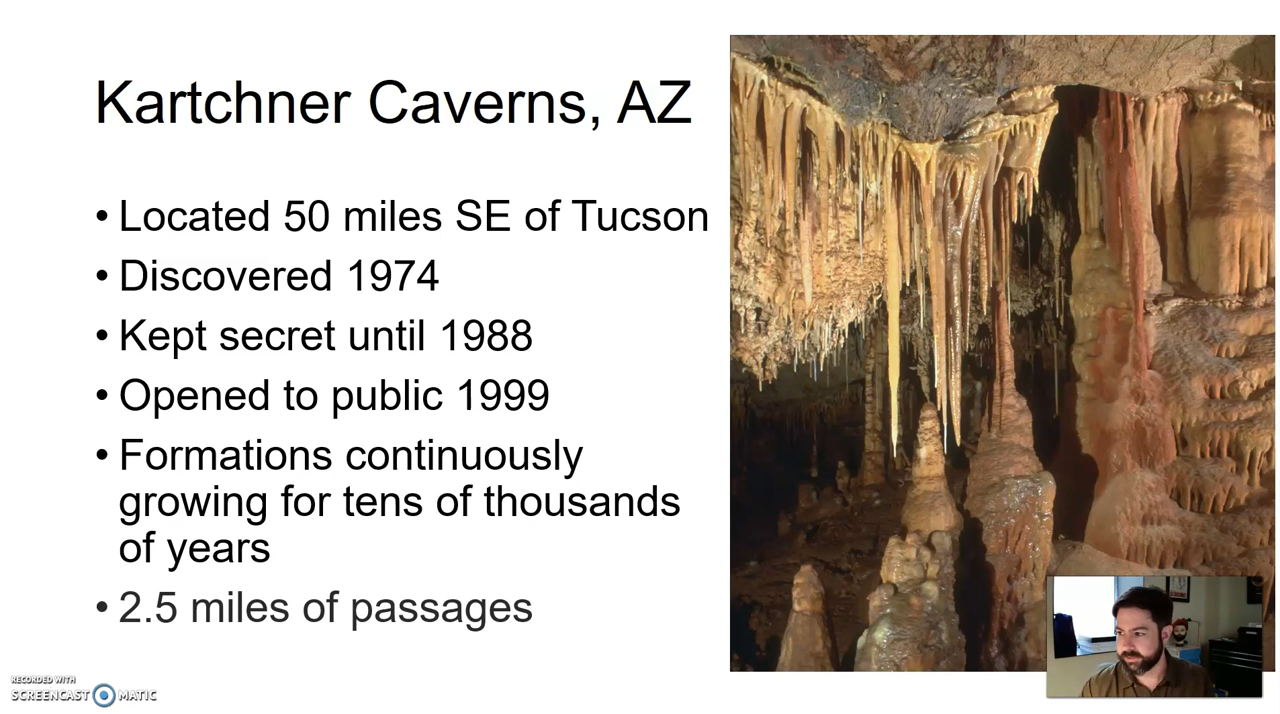 Kartchner Caverns, AZ
• Located 50 miles SE of Tucson
• Discovered 1974
• Kept secret until 1988
• Opened to public 1999
• Formations continuously
growing for tens of thousands
of years
• 2.5 miles of passages
RECORDED WITH
SCREENCAST MATIC